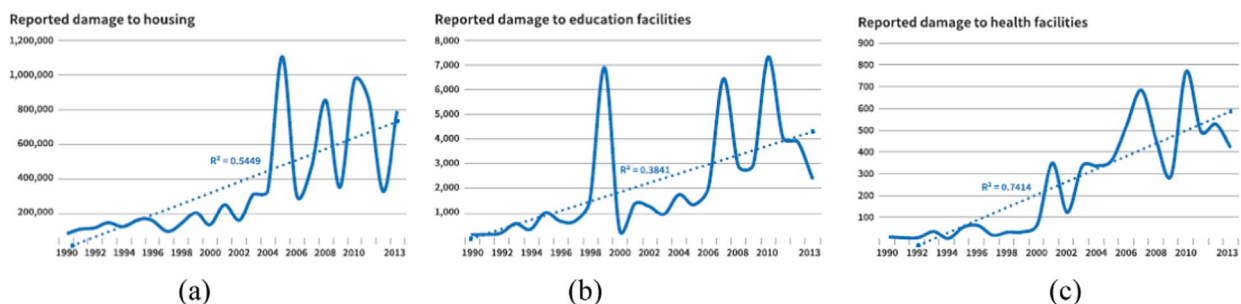 Reported damage to housing
1,200,000
1,000,000
800,000
600,000
400,000
200,000
R² = 0.5449
1990 1992 1994 1996 1998 2000 2002 2004 2006 2008 2010 2013
(a)
Reported damage to education facilities
8,000
7,000
6,000
5,000
4,000
3,000
2,000
1,000
R² = 0.3841
1990 1992 1994 1996 1998 2000 2002 2004 2006 2008 2010 2013
(b)
Reported damage to health facilities
900
800
700
600
500
400
300
200
100
R² = 0.7414
1990 1992 1994 1996 1998 2000 2002 2004 2006 2006 2010 2013
(c)